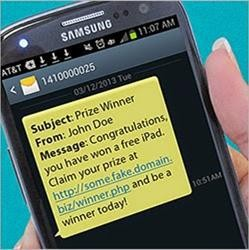 SAMSUNG
AT&T 11:07 AM
1410000025
03/12/2013 Tue
Subject: Prize Winner
From: John Doe
Message: Congratulations,
you have won a free iPad.
Claim your prize at
http://some.fake.domain.
biz/winner.php and be a
winner today!
10:51AM